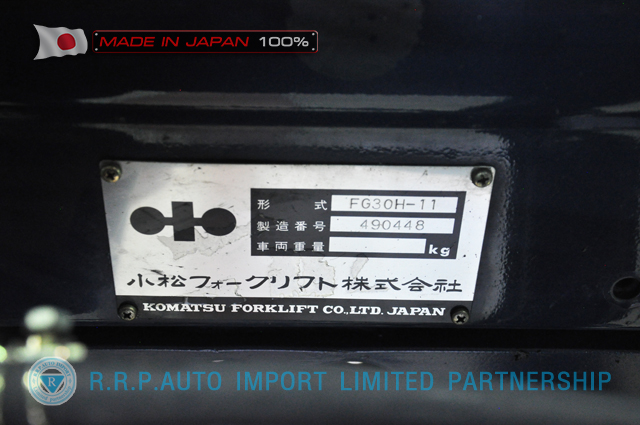 MADE IN JAPAN 100%
形式 FG30H-11
製造番号 490448
車両重量 kg
小松フォークリフト株式会社
KOMATSU FORKLIFT CO.,LTD. JAPAN
R R.R.P.AUTO IMPORT LIMITED PARTNERSHIP